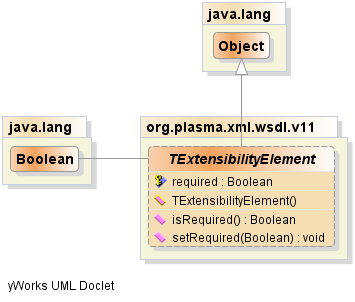 java.lang
Object
java.lang
Boolean
org.plasma.xml.wsdl.v11
TExtensibilityElement
required : Boolean
TExtensibilityElement()
isRequired() : Boolean
setRequired(Boolean) : void
yWorks UML Doclet